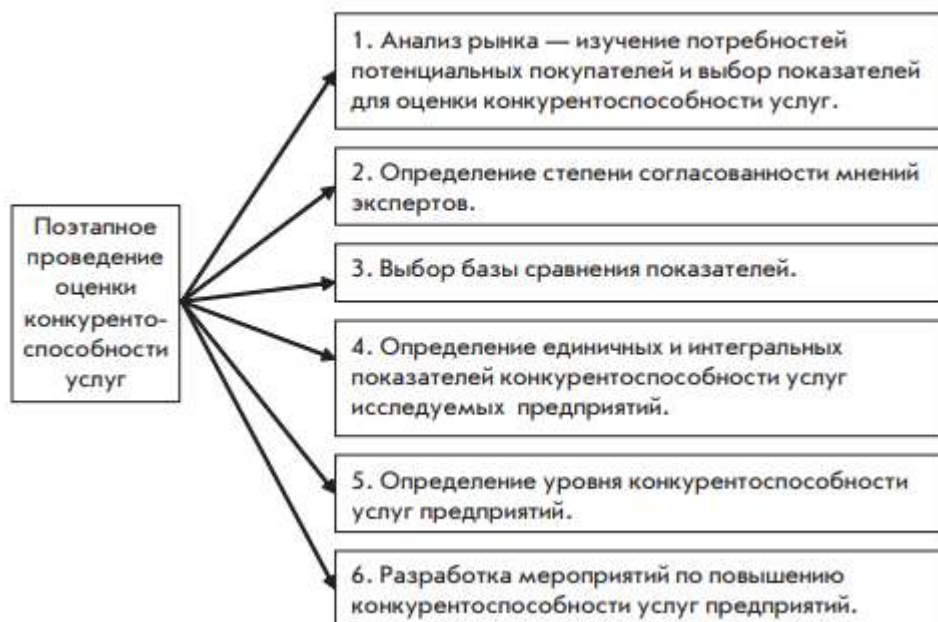 Поэтапное
проведение
оценки
конкуренто-
способности
услуг
1. Анализ рынка — изучение потребностей
потенциальных покупателей и выбор показателей
для оценки конкурентоспособности услуг.
2. Определение степени согласованности мнений
экспертов.
3. Выбор базы сравнения показателей.
4. Определение единичных и интегральных
показателей конкурентоспособности услуг
исследуемых предприятий.
5. Определение уровня конкурентоспособности
услуг предприятий.
6. Разработка мероприятий по повышению
конкурентоспособности услуг предприятий.